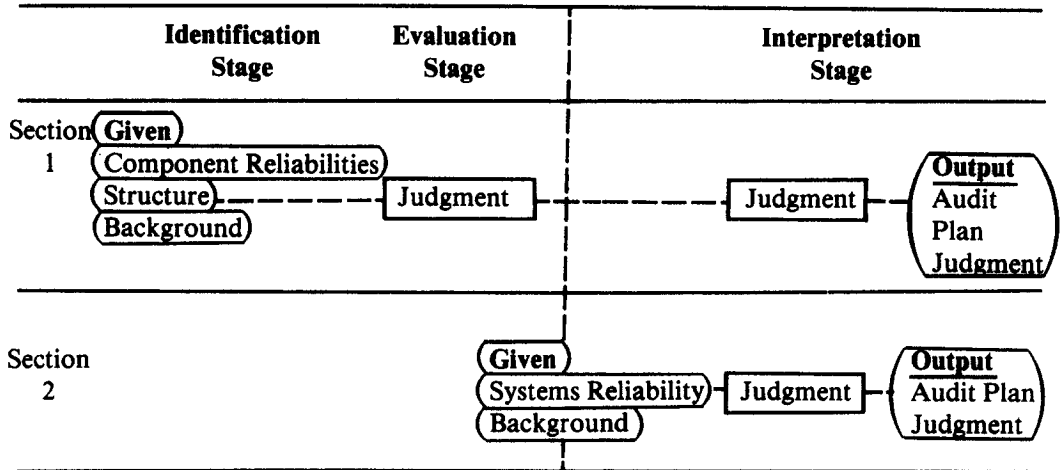 Identification Stage
Evaluation Stage
Interpretation Stage
Section 1
Given
Component Reliabilities
Structure
Background
Judgment
Judgment
Output
Audit
Plan
Judgment
Section 2
Given
Systems Reliability
Background
Judgment
Output
Audit Plan
Judgment